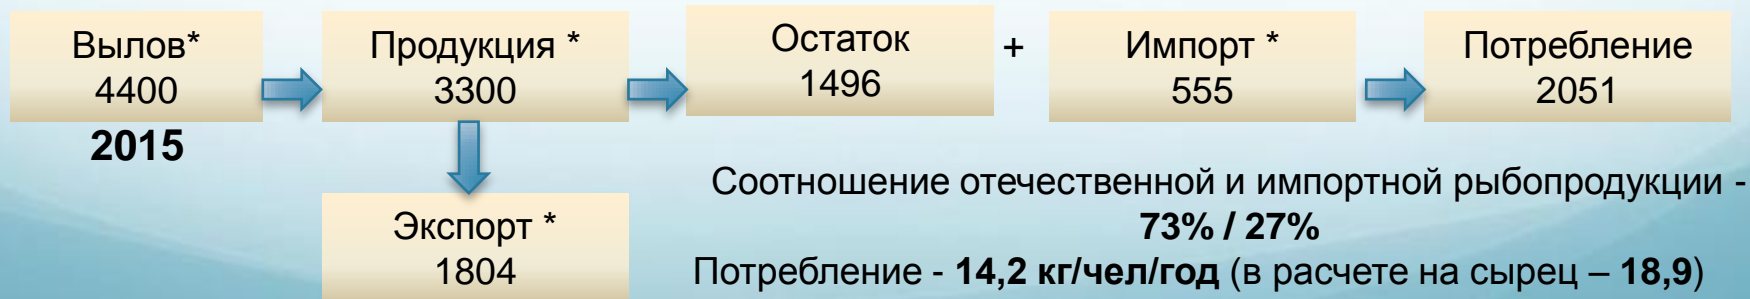 Вылов*
4400
2015
Продукция *
3300
Экспорт *
1804
Остаток
1496
+
Импорт *
555
Потребление
2051
Соотношение отечественной и импортной рыбопродукции -
73% / 27%
Потребление - 14,2 кг/чел/год (в расчете на сырец – 18,9)